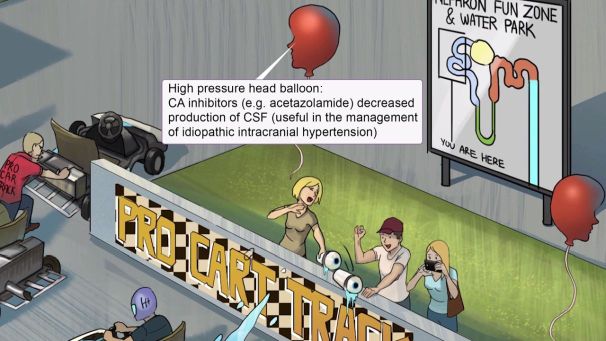 NEPHRON FUN ZONE
& WATER PARK
High pressure head balloon:
CA inhibitors (e.g. acetazolamide) decreased
production of CSF (useful in the management
of idiopathic intracranial hypertension)
YOU ARE HERE
PRO
CART
TRACK
PRO CART TRACK
H+